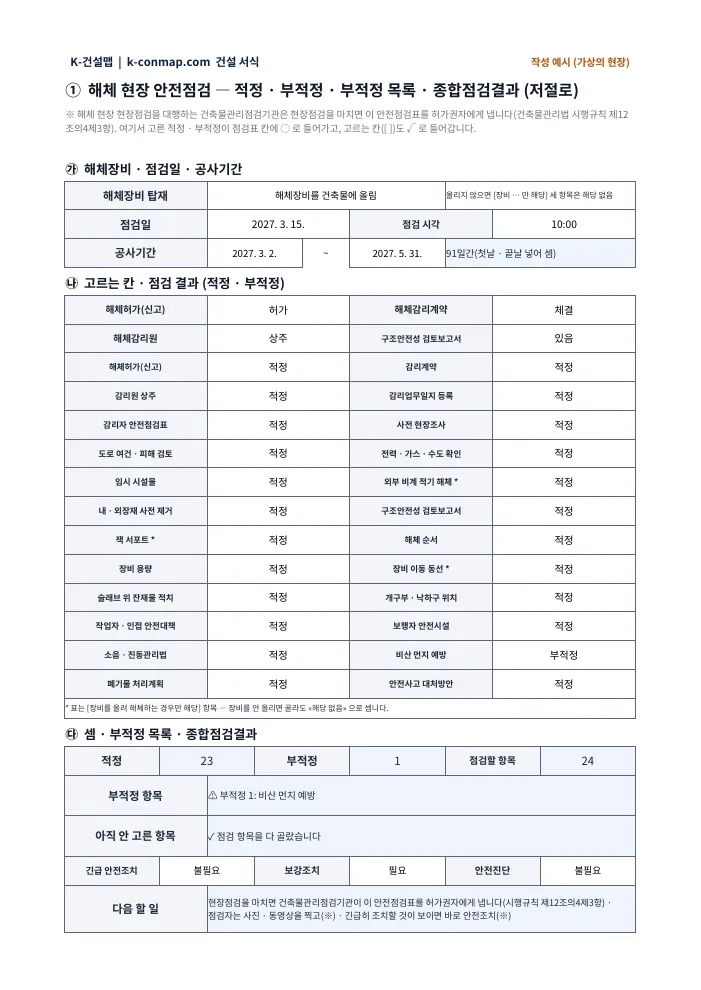 K-건설맵 | k-conmap.com 건설 서식
작성 예시 (가상의 현장)
① 해체 현장 안전점검 — 적정 · 부적정 · 부적정 목록 · 종합점검결과 (저절로)
※ 해체 현장 현장점검을 대행하는 건축물관리점검기관은 현장점검을 마치면 이 안전점검표를 허가권자에게 냅니다(건축물관리법 시행규칙 제12
조의4제3항). 여기서 고른 적정 · 부적정이 점검표 칸에 ○ 로 들어가고, 고르는 칸([ ])도 √ 로 들어갑니다.
㉮ 해체장비 · 점검일 · 공사기간
해체장비 탑재 해체장비를 건축물에 올림 올리지 않으면 [장비 ··· 만 해당] 세 항목은 해당 없음
점검일 2027. 3. 15. 점검 시각 10:00
공사기간 2027. 3. 2. ~ 2027. 5. 31. 91일간(첫날 · 끝날 넣어 셈)
㉯ 고르는 칸 · 점검 결과 (적정 · 부적정)
해체허가(신고) 허가 해체감리계약 체결
해체감리원 상주 구조안전성 검토보고서 있음
해체허가(신고) 적정 감리계약 적정
감리원 상주 적정 감리업무일지 등록 적정
감리자 안전점검표 적정 사전 현장조사 적정
도로 여건 · 피해 검토 적정 전력 · 가스 · 수도 확인 적정
임시 시설물 적정 외부 비계 적기 해체 * 적정
내 · 외장재 사전 제거 적정 구조안전성 검토보고서 적정
잭 서포트 * 적정 해체 순서 적정
장비 용량 적정 장비 이동 동선 * 적정
슬래브 위 잔재물 적치 적정 개구부 · 낙하구 위치 적정
작업자 · 인접 안전대책 적정 보행자 안전시설 적정
소음 · 진동관리법 적정 비산 먼지 예방 부적정
폐기물 처리계획 적정 안전사고 대처방안 적정
* 표는 [장비를 올려 해체하는 경우만 해당] 항목 — 장비를 안 올리면 골라도 «해당 없음» 으로 셉니다.
㉰ 셈 · 부적정 목록 · 종합점검결과
적정 23 부적정 1 점검할 항목 24
부적정 항목 ⚠ 부적정 1: 비산 먼지 예방
아직 안 고른 항목 ✓ 점검 항목을 다 골랐습니다
긴급 안전조치 불필요 보강조치 필요 안전진단 불필요
다음 할 일 현장점검을 마치면 건축물관리점검기관이 이 안전점검표를 허가권자에게 냅니다(시행규칙 제12조의4제3항) ·
점검자는 사진 · 동영상을 찍고(※) · 긴급히 조치할 것이 보이면 바로 안전조치(※)